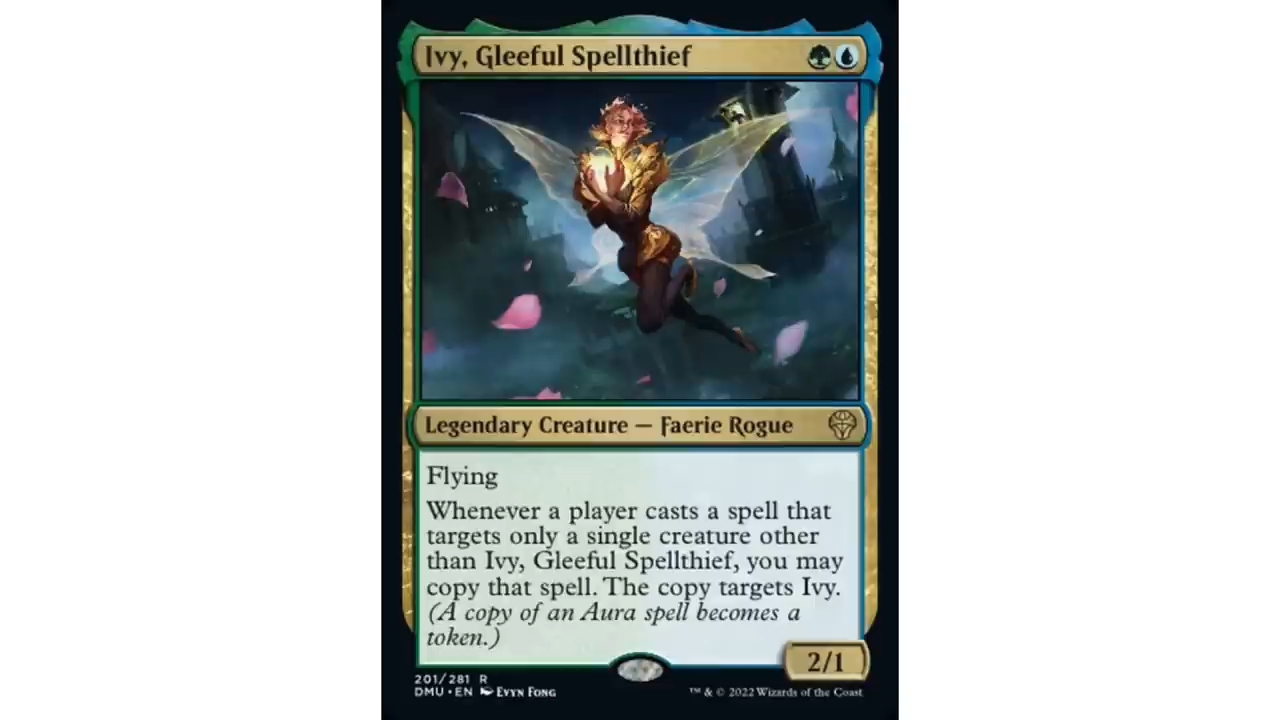 Ivy, Gleeful Spellthief
Legendary Creature — Faerie Rogue
Flying
Whenever a player casts a spell that
targets only a single creature other
than Ivy, Gleeful Spellthief, you may
copy that spell. The copy targets Ivy.
(A copy of an Aura spell becomes a
token.)
2/1
201/281 R
DMU • EN Evyn Fong
™ & © 2022 Wizards of the Coast